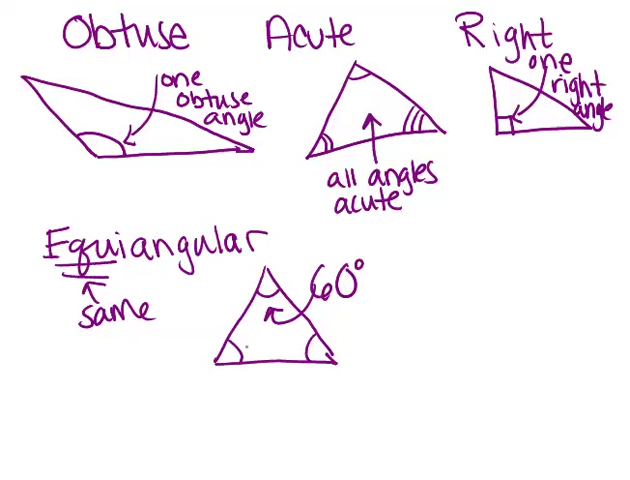 Obtuse
one
obtuse
angle
Acute
all angles
acute
Right
one
right
angle
Equiangular
same
60°